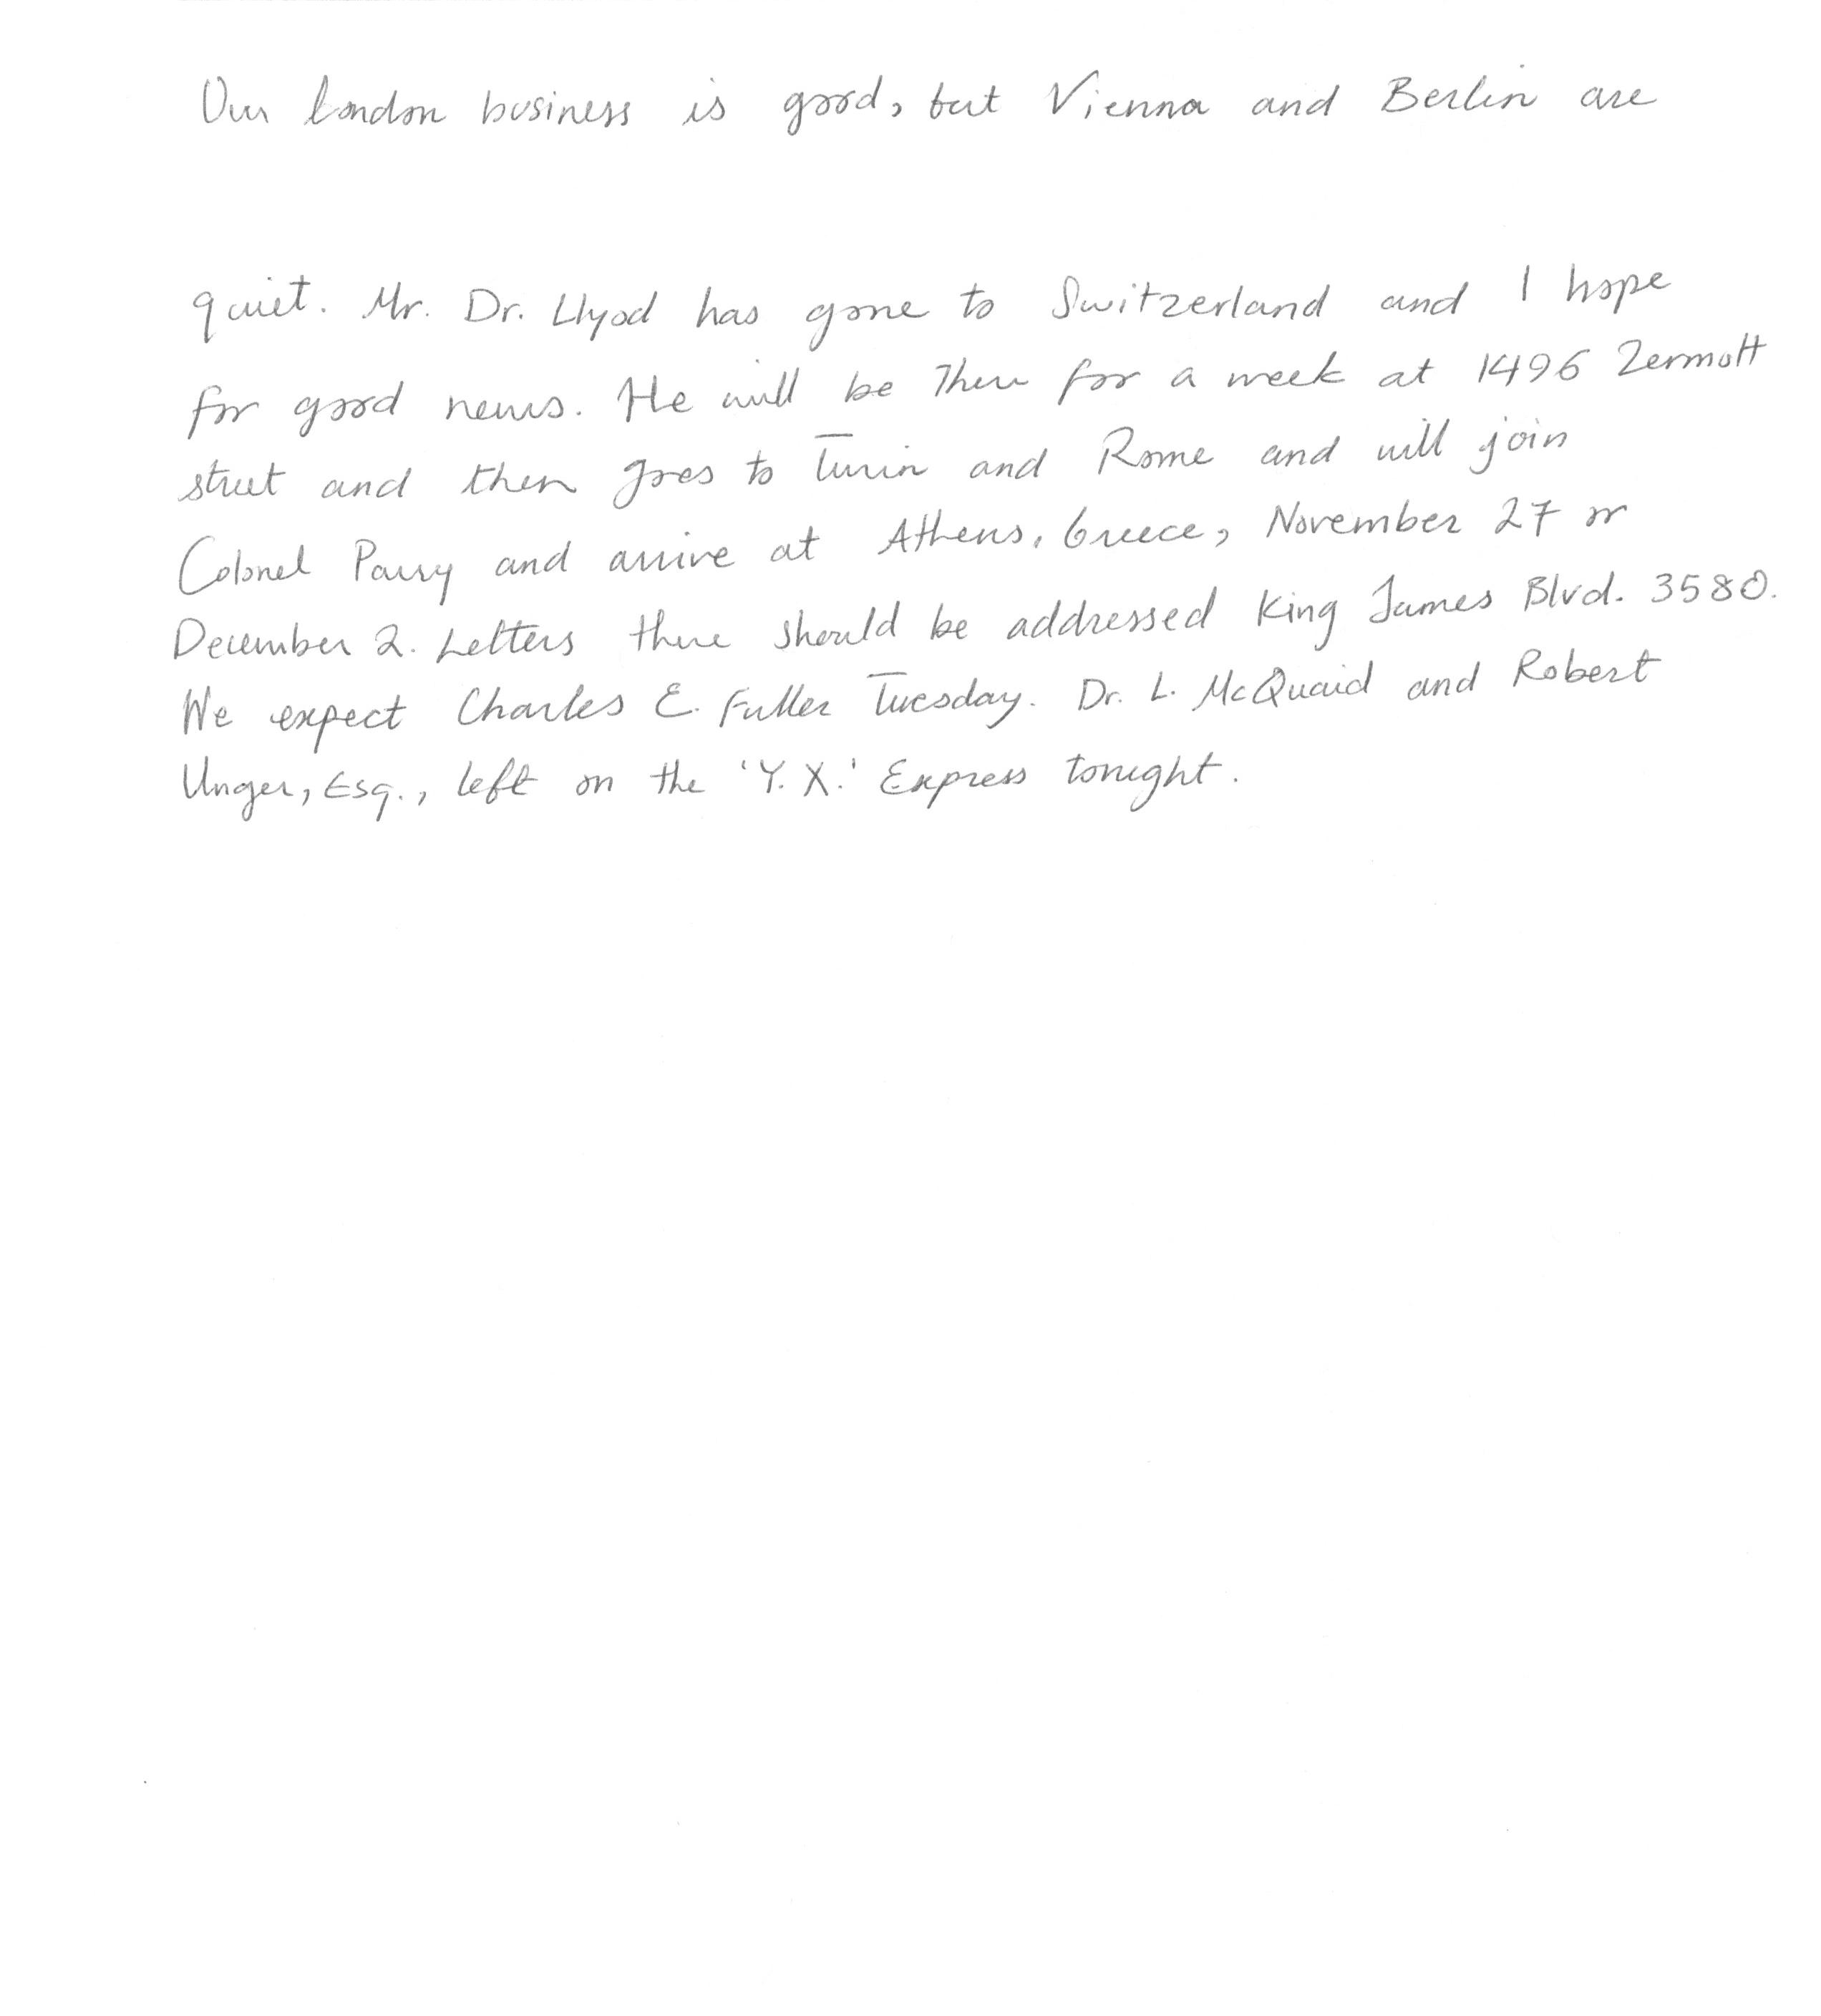 Our London business is good, but Vienna and Berlin are
quiet. Mr. Dr. Llyod has gone to Switzerland and I hope
for good news. He will be there for a week at 1496 Zermott
street and then goes to Turin and Rome and will join
Colonel Parry and arrive at Athens, Greece, November 27 or
December 2. Letters there should be addressed King James Blvd. 3580.
We expect Charles E. Fuller Tuesday. Dr. L. McQuaid and Robert
Unger, Esq., left on the 'Y. X.' Express tonight.